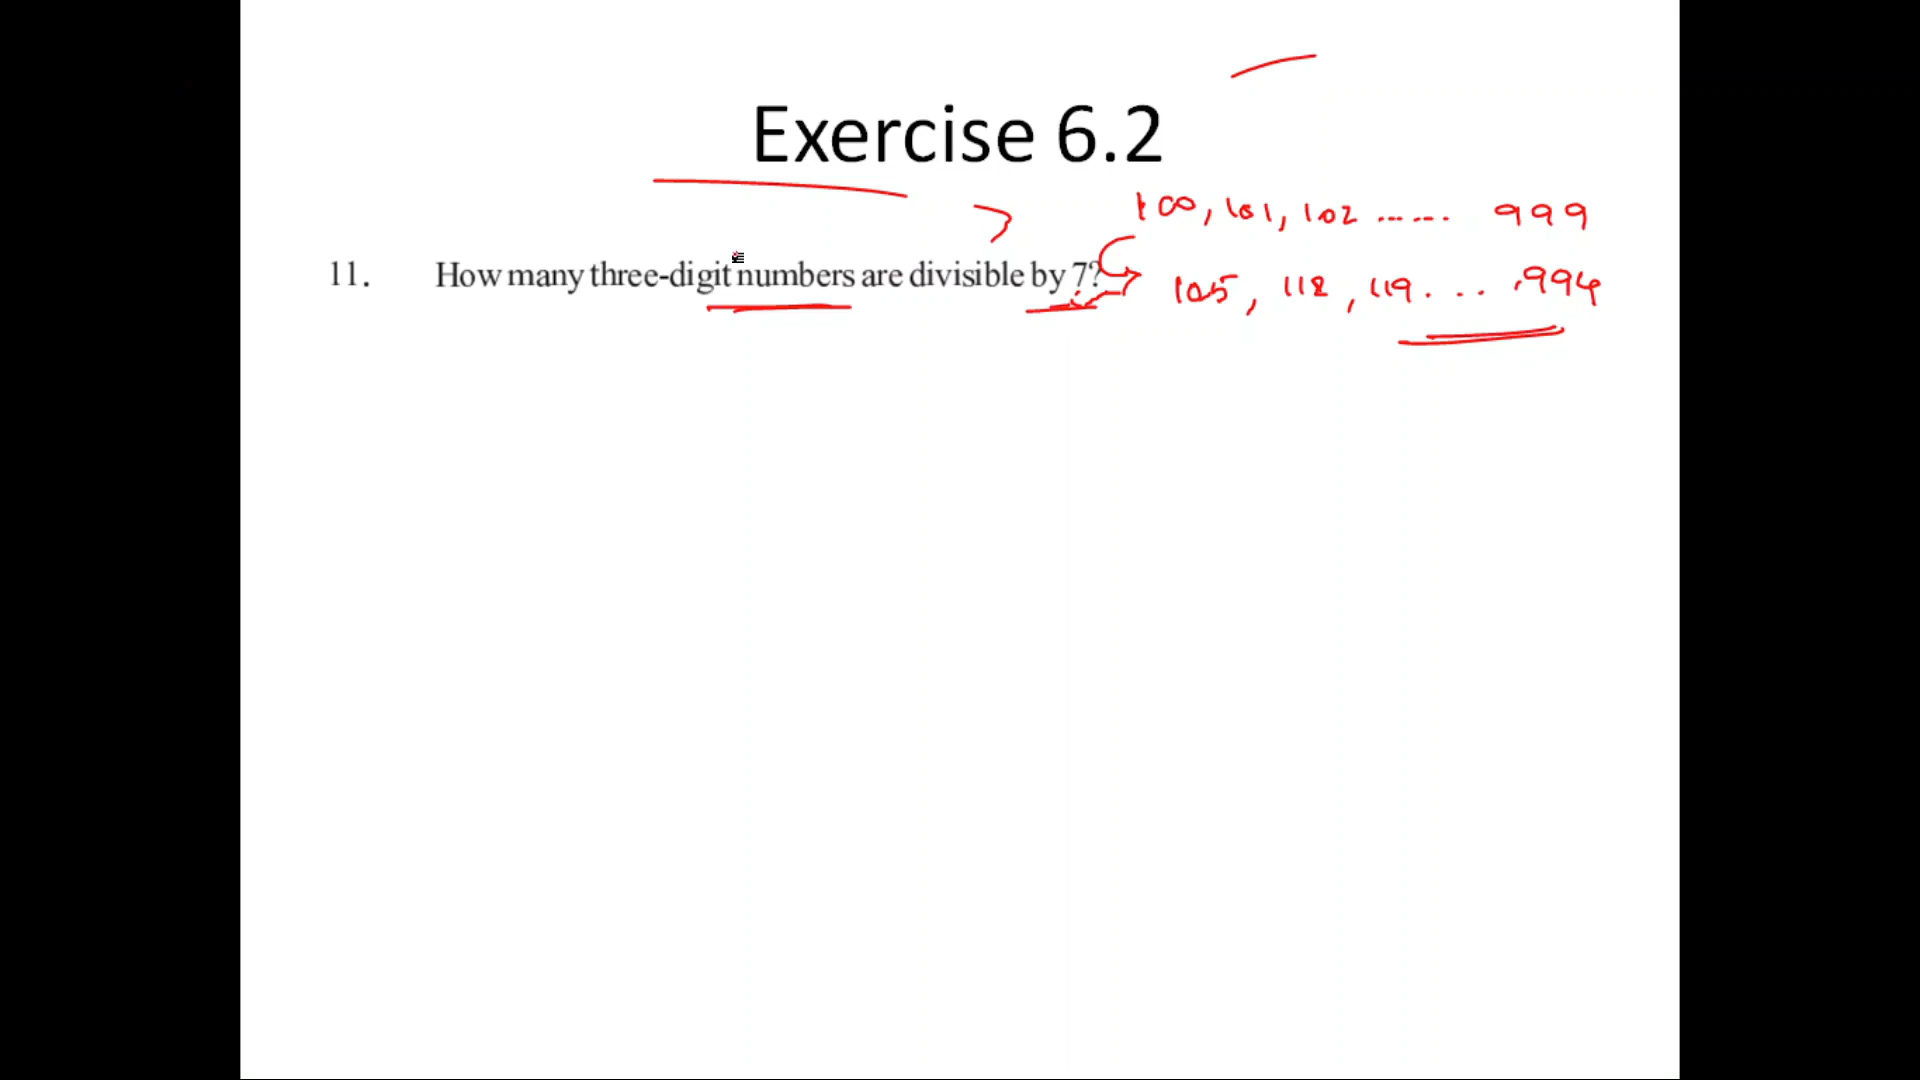 Exercise 6.2
100, 101, 102 ...... 999
11. How many three-digit numbers are divisible by 7?
105, 112, 119. ... 994